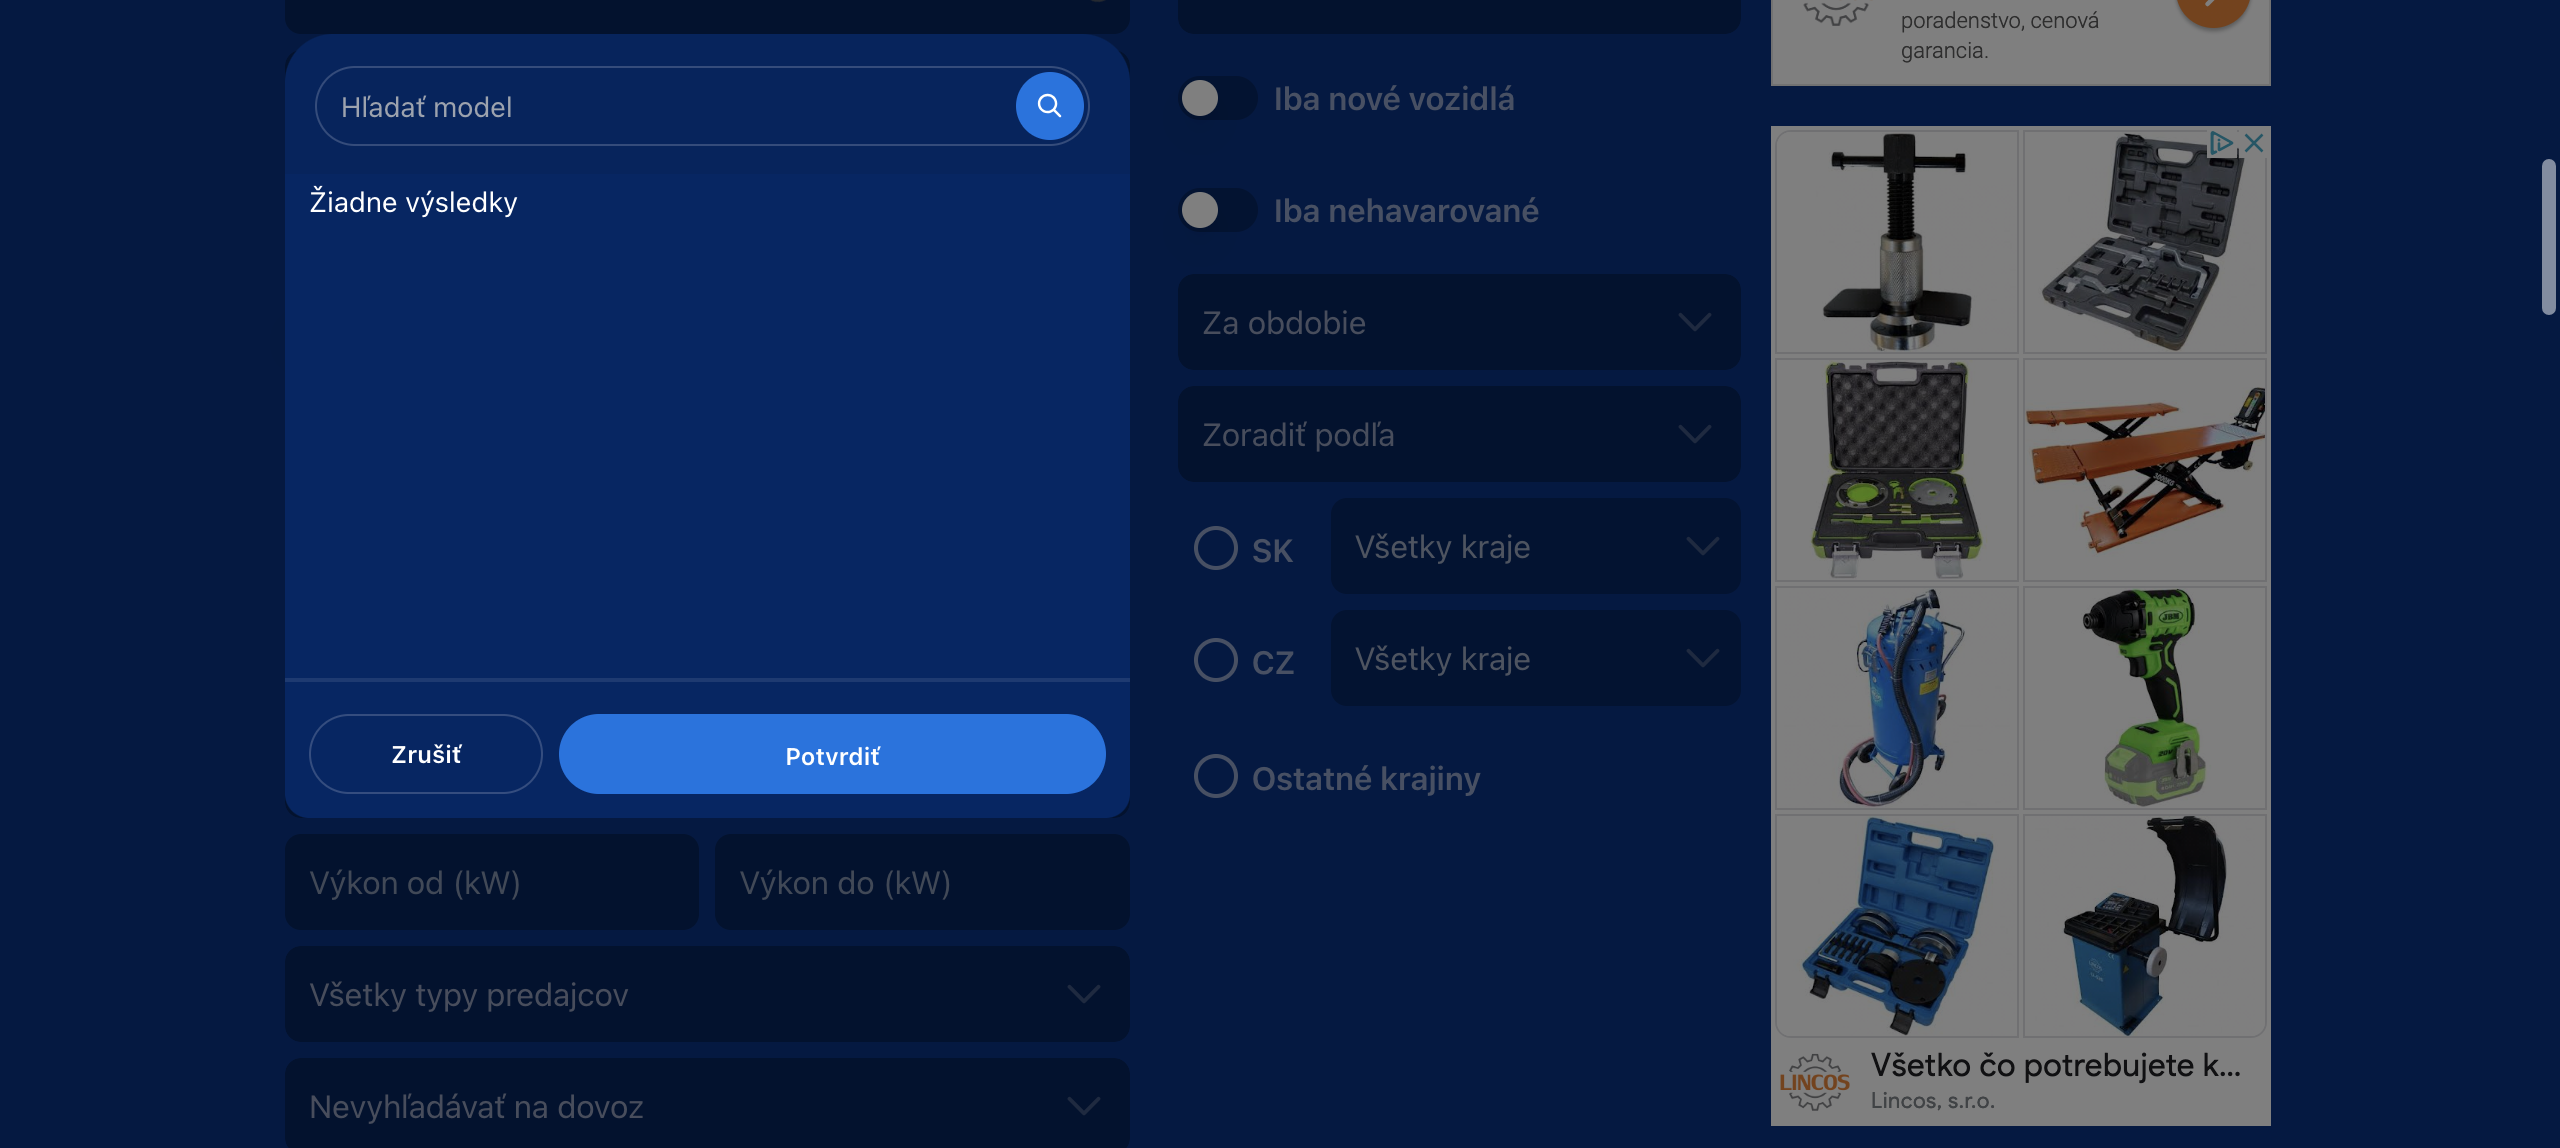 poradenstvo, cenová
garancia.
Hľadať model
Žiadne výsledky
Zrušiť
Potvrdiť
Výkon od (kW)
Výkon do (kW)
Všetky typy predajcov
Nevyhľadávať na dovoz
Iba nové vozidlá
Iba nehavarované
Za obdobie
Zoradiť podľa
SK
Všetky kraje
CZ
Všetky kraje
Ostatné krajiny
LINCOS
Všetko čo potrebujete k...
Lincos, s.r.o.